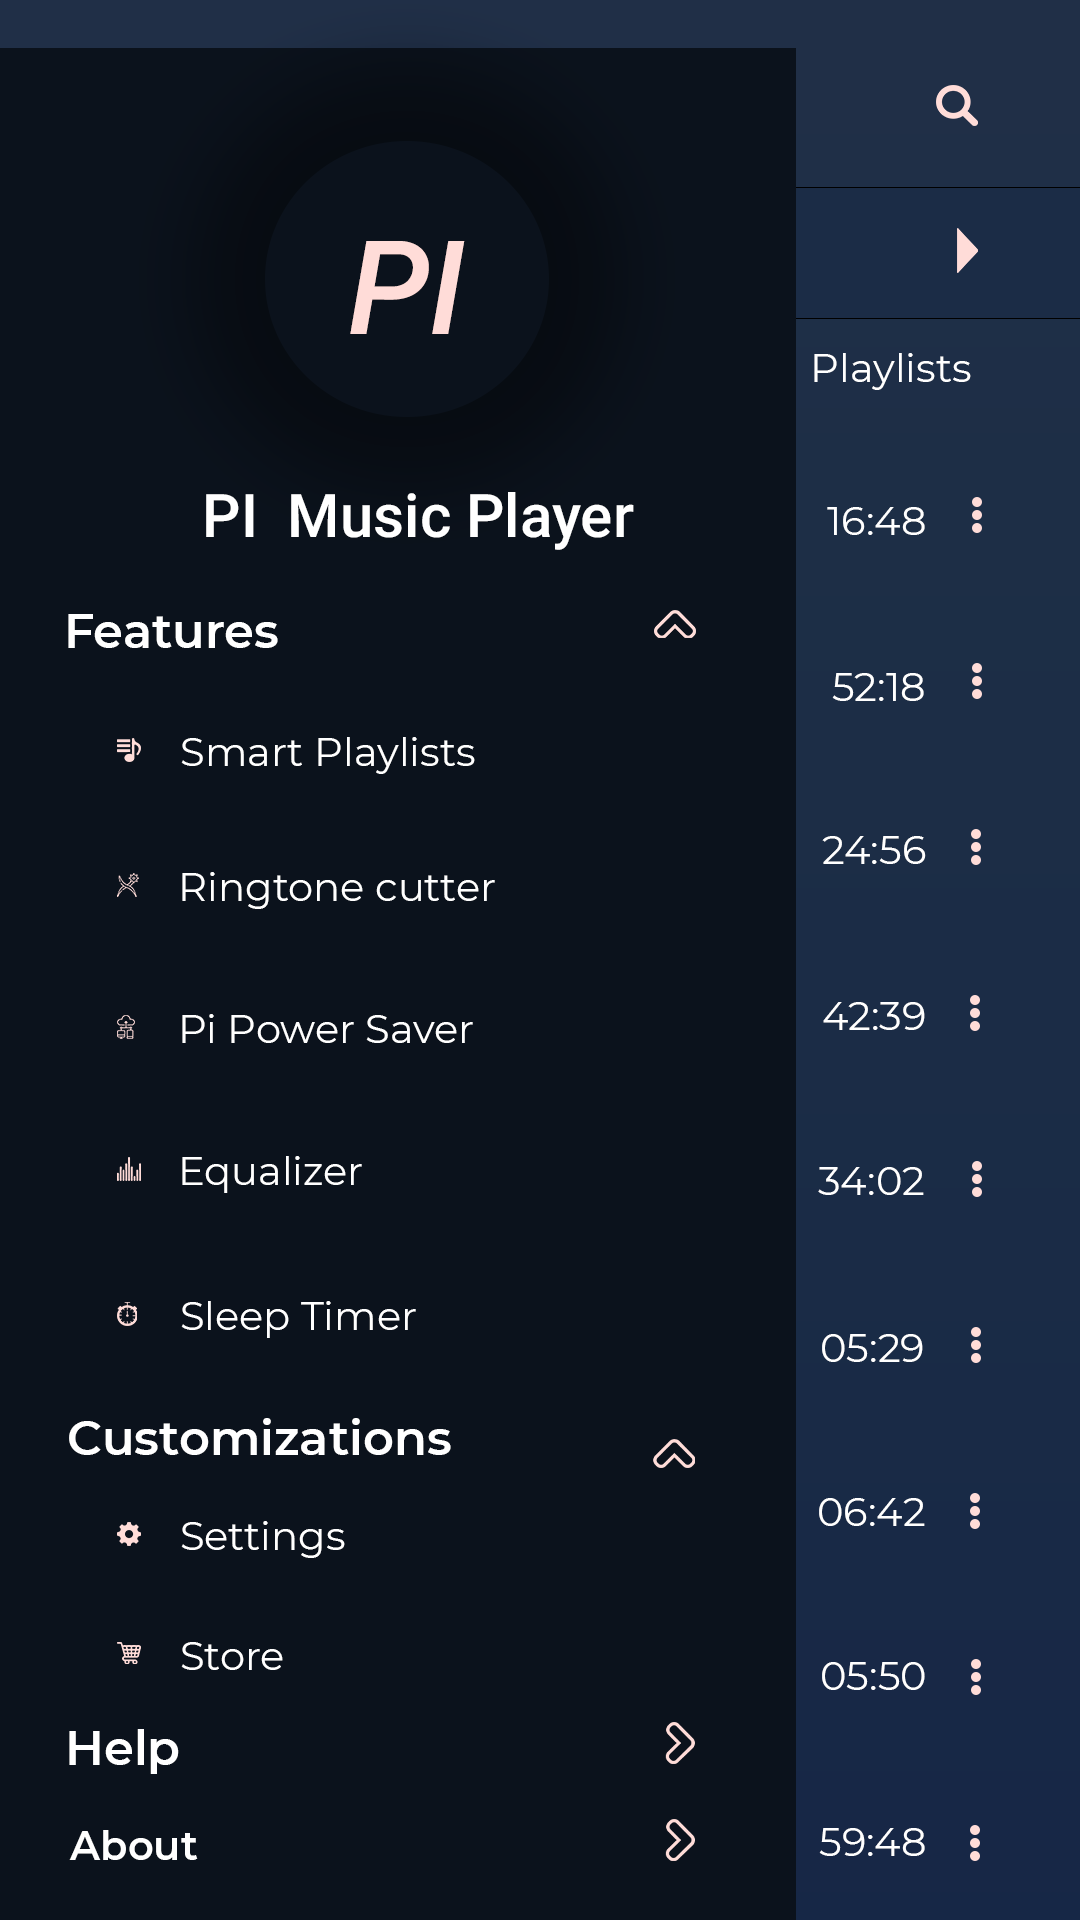 PI
PI  Music Player
Features
Smart Playlists
Ringtone cutter
Pi Power Saver
Equalizer
Sleep Timer
Customizations
Settings
Store
Help
About
Playlists
16:48
52:18
24:56
42:39
34:02
05:29
06:42
05:50
59:48